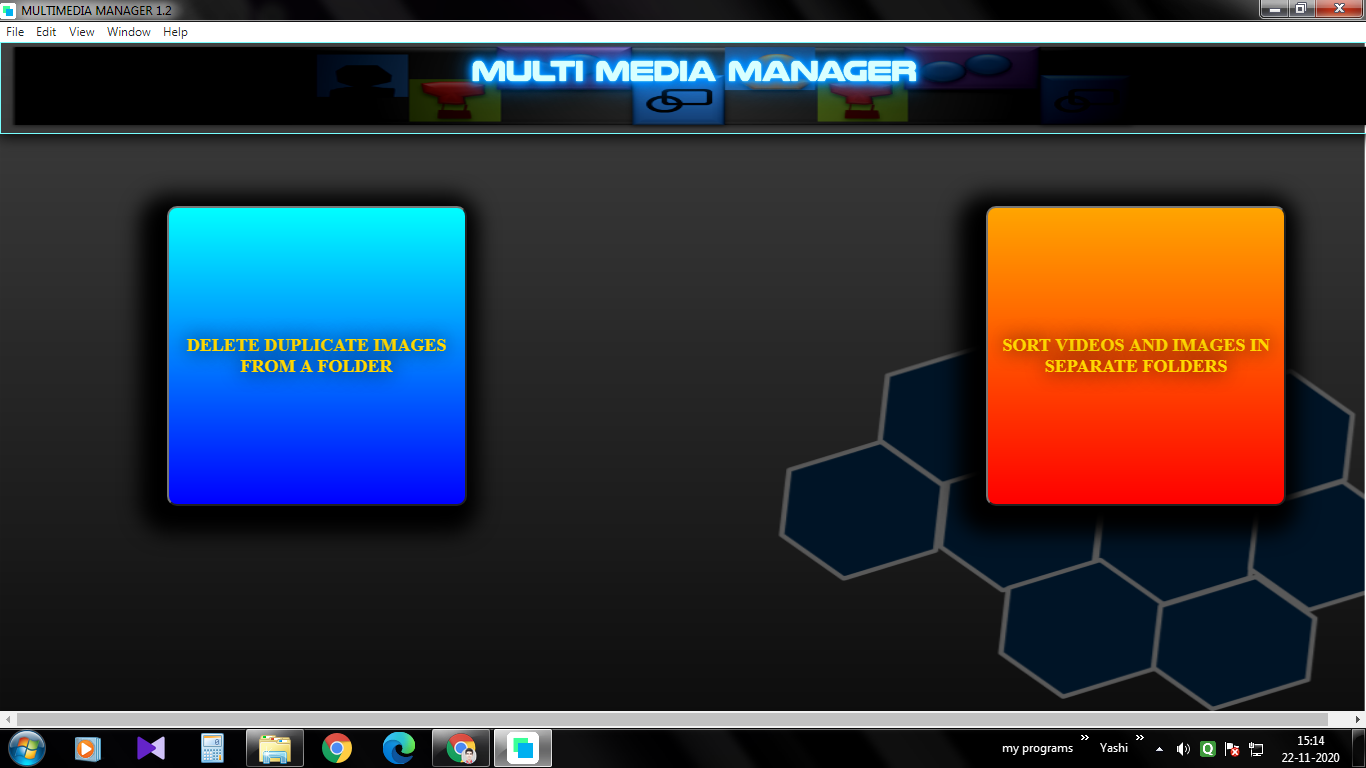 MULTIMEDIA MANAGER 1.2
File Edit View Window Help
MULTI MEDIA MANAGER
DELETE DUPLICATE IMAGES
FROM A FOLDER
SORT VIDEOS AND IMAGES IN
SEPARATE FOLDERS
my programs » Yashi »
15:14
22-11-2020